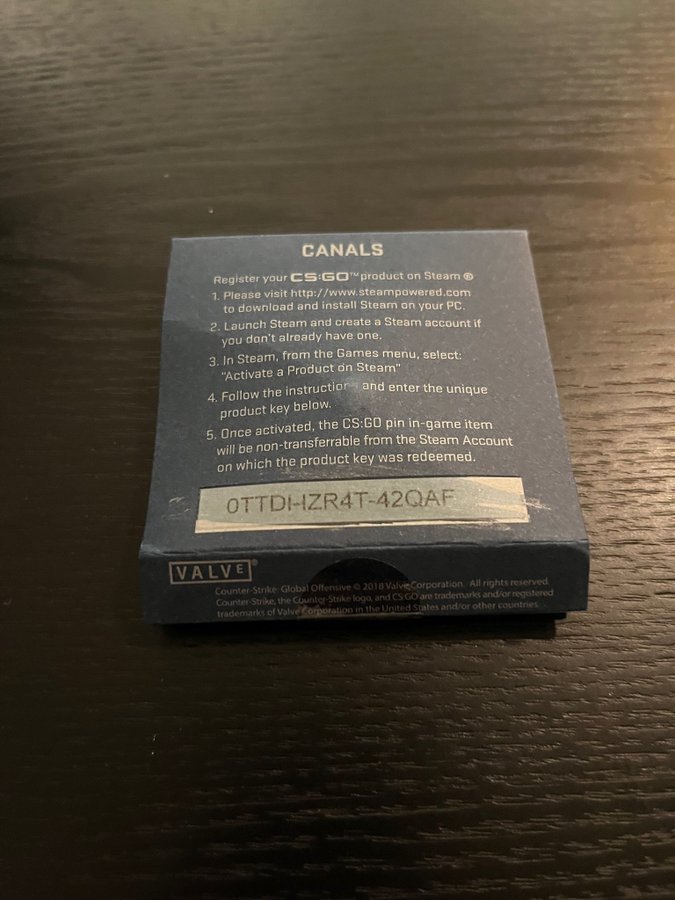 CANALS
Register your CS:GO™ product on Steam ®
1. Please visit http://www.steampowered.com
to download and install Steam on your PC.
2. Launch Steam and create a Steam account if
you don't already have one.
3. In Steam, from the Games menu, select:
"Activate a Product on Steam"
4. Follow the instruction and enter the unique
product key below.
5. Once activated, the CS:GO pin in-game item
will be non-transferrable from the Steam Account
on which the product key was redeemed.
0TTDI-IZR4T-42QAF
VALVE®
Counter-Strike: Global Offensive © 2018 Valve Corporation. All rights reserved.
Counter-Strike, the Counter-Strike logo, and CS:GO are trademarks and/or registered
trademarks of Valve Corporation in the United States and/or other countries.